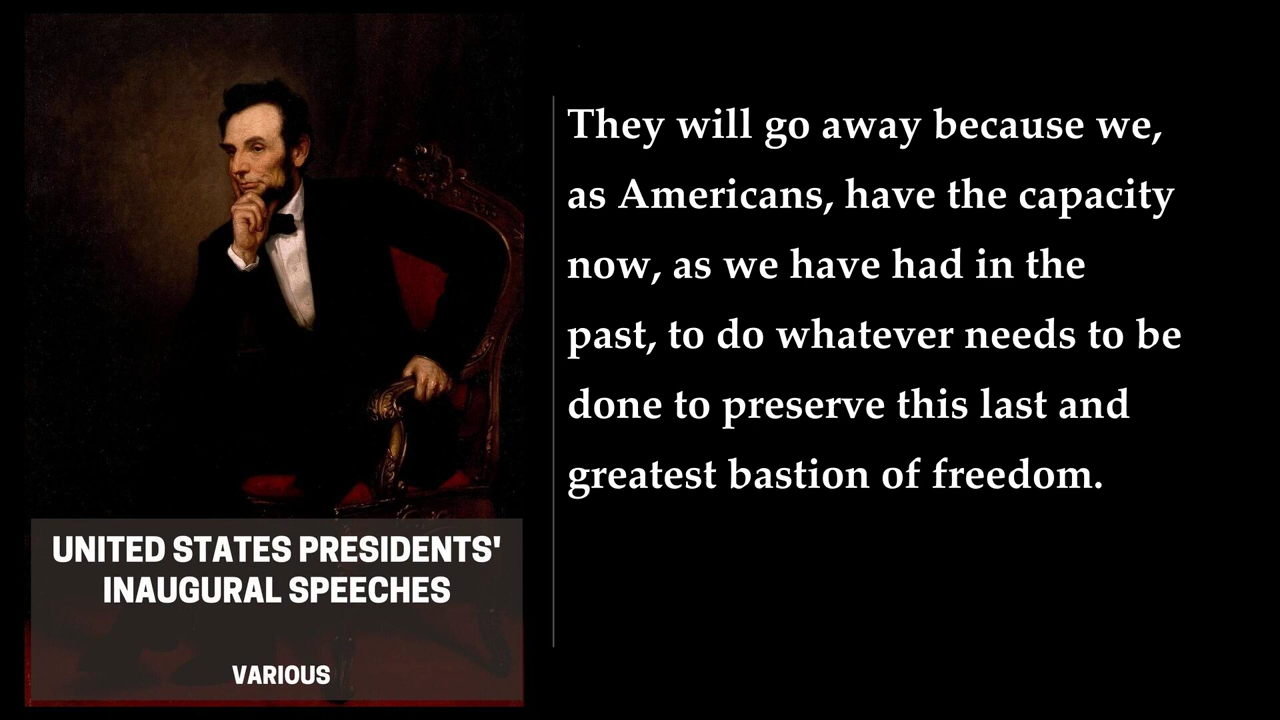 They will go away because we,
as Americans, have the capacity
now, as we have had in the
past, to do whatever needs to be
done to preserve this last and
greatest bastion of freedom.
UNITED STATES PRESIDENTS'
INAUGURAL SPEECHES
VARIOUS